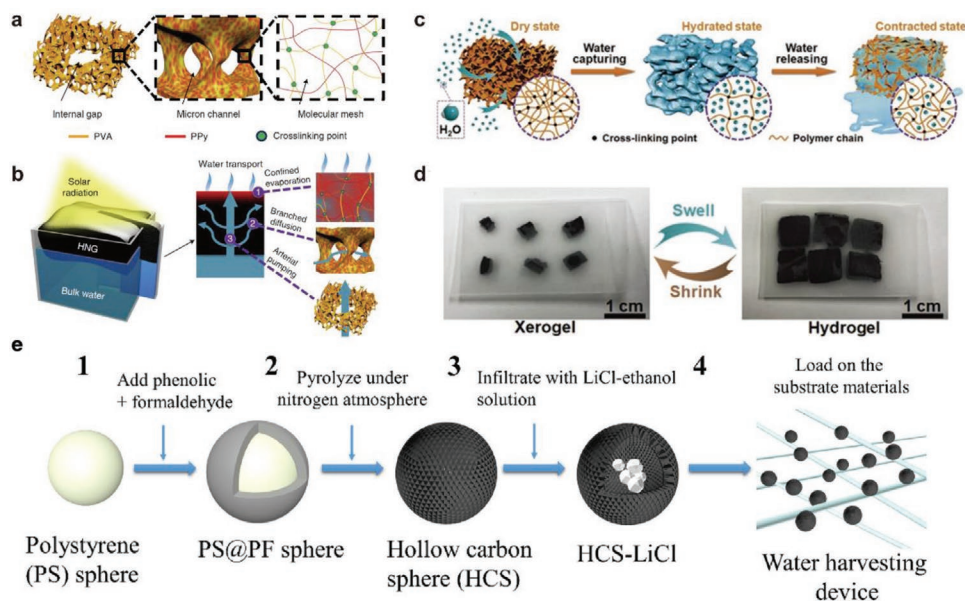 a
Internal gap
Micron channel
Molecular mesh
PVA
PPy
Crosslinking point
b
Solar
radiation
HNG
Bulk water
Water transport
1
2
3
Confined
evaporation
Branched
diffusion
Arterial
pumping
c
Dry state
H₂O
Water
capturing
Hydrated state
Water
releasing
Contracted state
Cross-linking point
Polymer chain
d
1 cm
Xerogel
Swell
Shrink
1 cm
Hydrogel
e
1
Add phenolic
+ formaldehyde
2
Pyrolyze under
nitrogen atmosphere
3
Infiltrate with LiCl-ethanol
solution
4
Load on the
substrate materials
Polystyrene
(PS) sphere
PS@PF sphere
Hollow carbon
sphere (HCS)
HCS-LiCl
Water harvesting
device